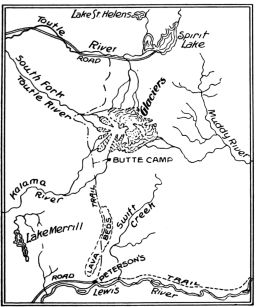 Lake St Helens
Toutle
River
ROAD
Spirit
Lake
South Fork
Toutle River
Glaciers
Muddy River
BUTTE CAMP
Kalama
River
TRAIL
LAVA
BEDS
Swift
Creek
Lake Merrill
ROAD
PETERSON'S
Lewis
River
TRAIL